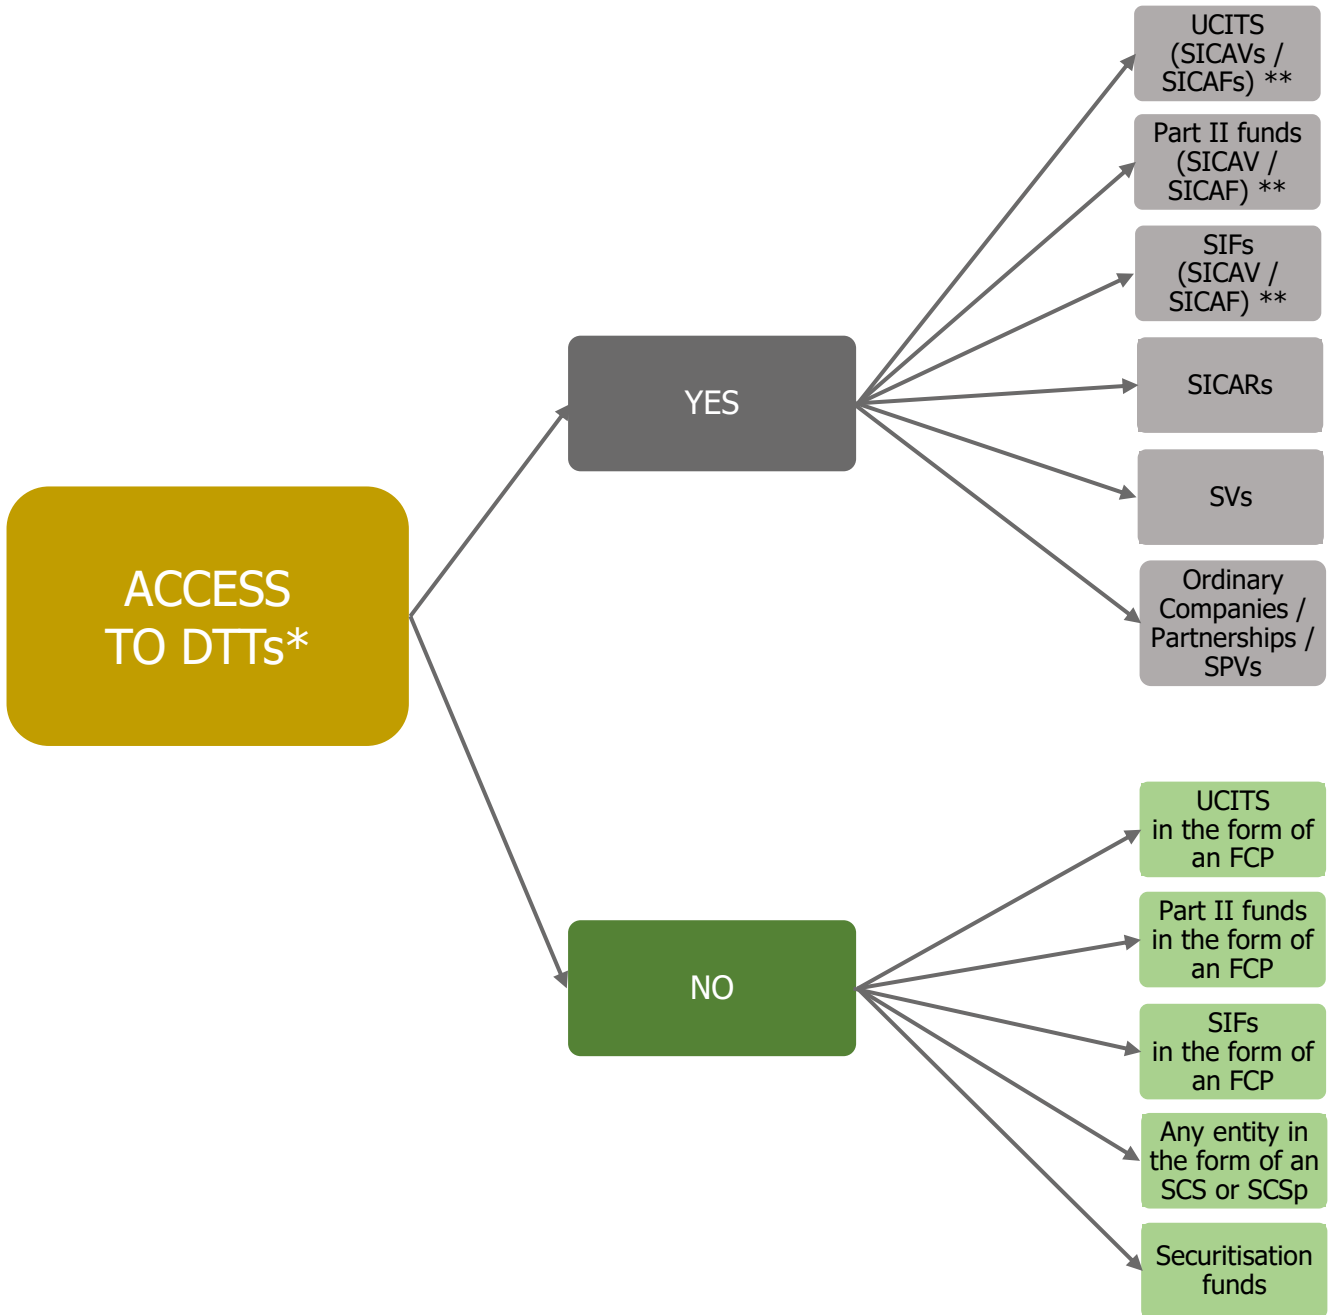 ACCESS
TO DTTs*
YES
UCITS
(SICAVs /
SICAFs) **
Part II funds
(SICAV /
SICAF) **
SIFs
(SICAV /
SICAF) **
SICARs
SVs
Ordinary
Companies /
Partnerships /
SPVs
NO
UCITS
in the form of
an FCP
Part II funds
in the form of
an FCP
SIFs
in the form of
an FCP
Any entity in
the form of an
SCS or SCSp
Securitisation
funds